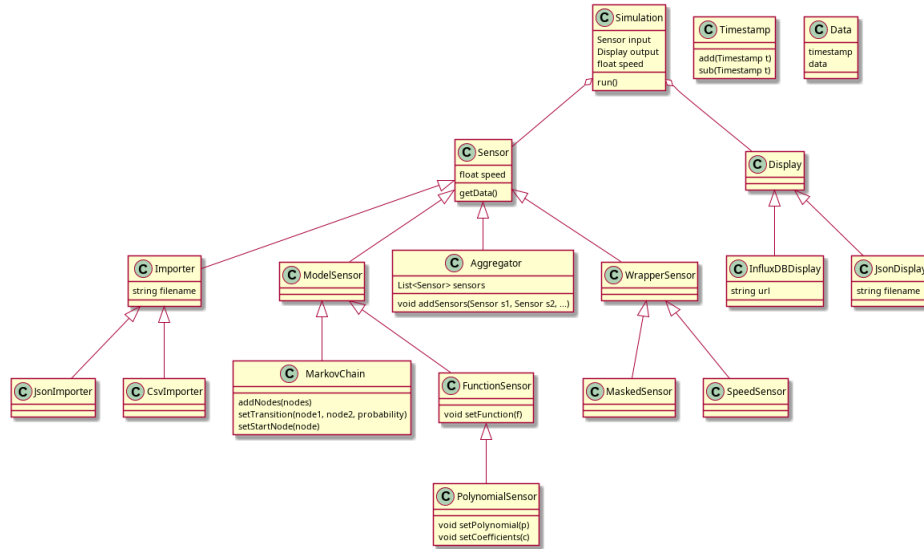 C Simulation
Sensor input
Display output
float speed
run()
C Timestamp
add(Timestamp t)
sub(Timestamp t)
C Data
timestamp
data
C Sensor
float speed
getData()
C Display
C Importer
string filename
C ModelSensor
C Aggregator
List<Sensor> sensors
void addSensors(Sensor s1, Sensor s2, ...)
C WrapperSensor
C InfluxDBDisplay
string url
C JsonDisplay
string filename
C JsonImporter
C CsvImporter
C MarkovChain
addNodes(nodes)
setTransition(node1, node2, probability)
setStartNode(node)
C FunctionSensor
void setFunction(f)
C MaskedSensor
C SpeedSensor
C PolynomialSensor
void setPolynomial(p)
void setCoefficients(c)